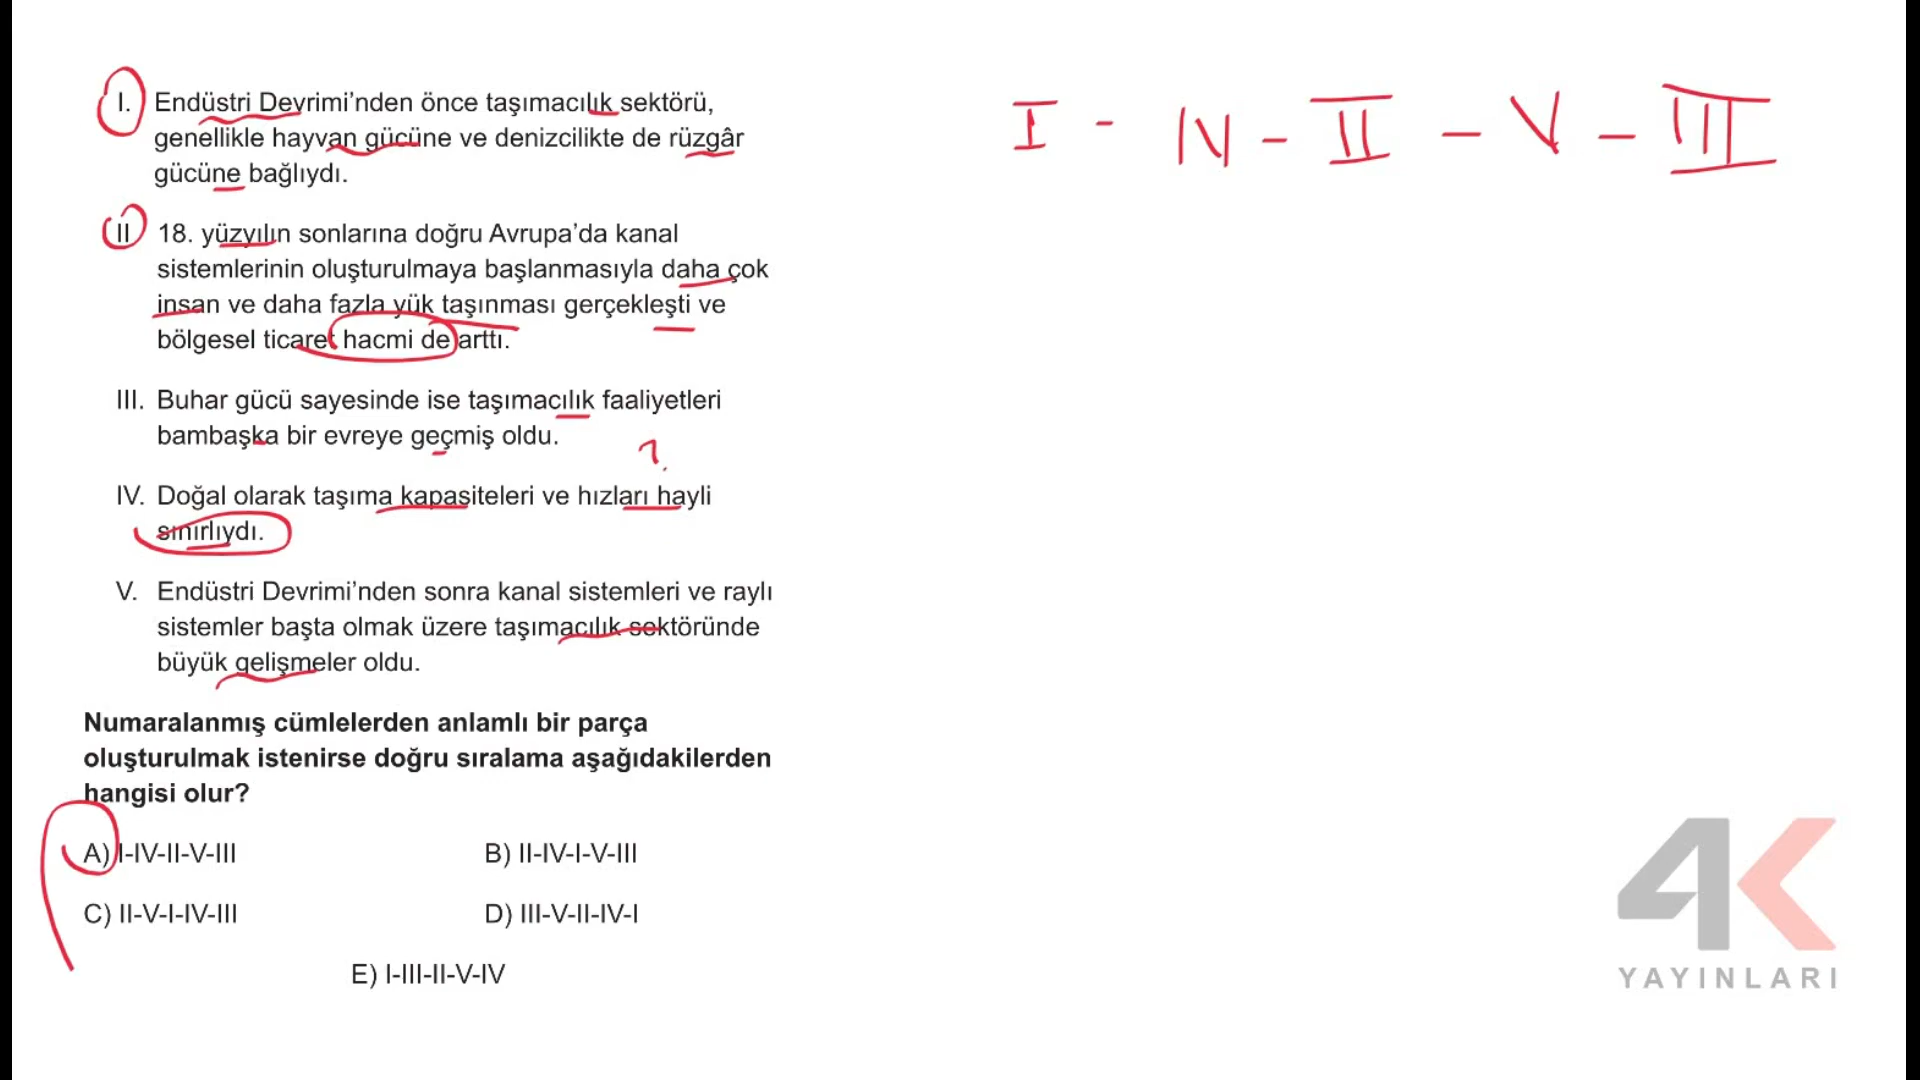 I. Endüstri Devrimi’nden önce taşımacılık sektörü,
genellikle hayvan gücüne ve denizcilikte de rüzgâr
gücüne bağlıydı.
II 18. yüzyılın sonlarına doğru Avrupa’da kanal
sistemlerinin oluşturulmaya başlanmasıyla daha çok
insan ve daha fazla yük taşınması gerçekleşti ve
bölgesel ticaret hacmi de arttı.
III. Buhar gücü sayesinde ise taşımacılık faaliyetleri
bambaşka bir evreye geçmiş oldu.
?
IV. Doğal olarak taşıma kapasiteleri ve hızları hayli
sınırlıydı.
V. Endüstri Devrimi’nden sonra kanal sistemleri ve raylı
sistemler başta olmak üzere taşımacılık sektöründe
büyük gelişmeler oldu.
Numaralanmış cümlelerden anlamlı bir parça
oluşturulmak istenirse doğru sıralama aşağıdakilerden
hangisi olur?
A) I-IV-II-V-III B) II-IV-I-V-III
C) II-V-I-IV-III D) III-V-II-IV-I
E) I-III-II-V-IV
I - IV - II - V - III
4K
YAYINLARI